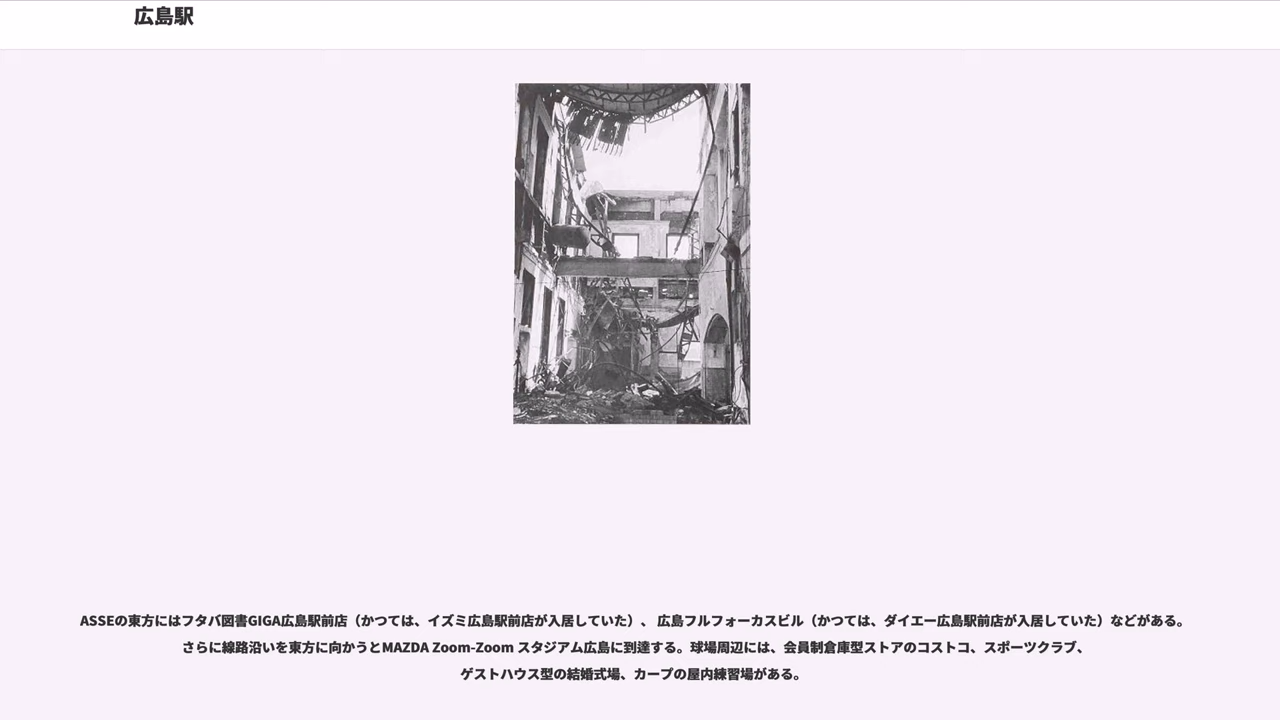 広島駅
ASSEの東方にはフタバ図書GIGA広島駅前店（かつては、イズミ広島駅前店が入居していた）、 広島フルフォーカスビル（かつては、ダイエー広島駅前店が入居していた）などがある。
さらに線路沿いを東方に向かうとMAZDA Zoom-Zoom スタジアム広島に到達する。球場周辺には、会員制倉庫型ストアのコストコ、スポーツクラブ、
ゲストハウス型の結婚式場、カープの屋内練習場がある。